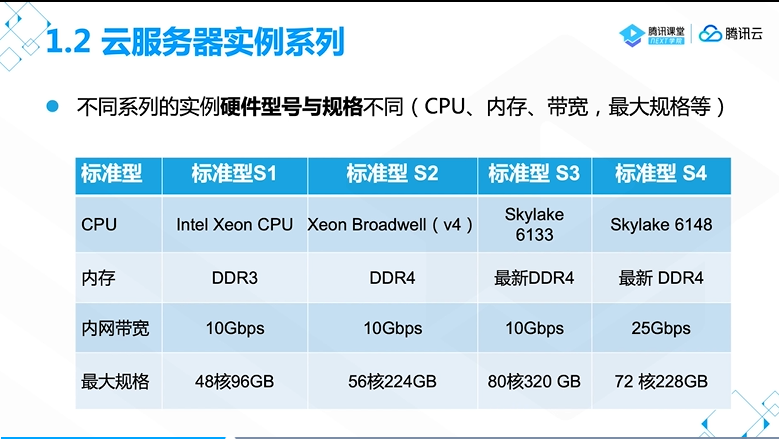 1.2 云服务器实例系列
腾讯课堂
NEXT学院
腾讯云
不同系列的实例硬件型号与规格不同（CPU、内存、带宽，最大规格等）
标准型 标准型S1 标准型 S2 标准型 S3 标准型 S4
CPU Intel Xeon CPU Xeon Broadwell（v4） Skylake 6133 Skylake 6148
内存 DDR3 DDR4 最新DDR4 最新 DDR4
内网带宽 10Gbps 10Gbps 10Gbps 25Gbps
最大规格 48核96GB 56核224GB 80核320 GB 72 核228GB